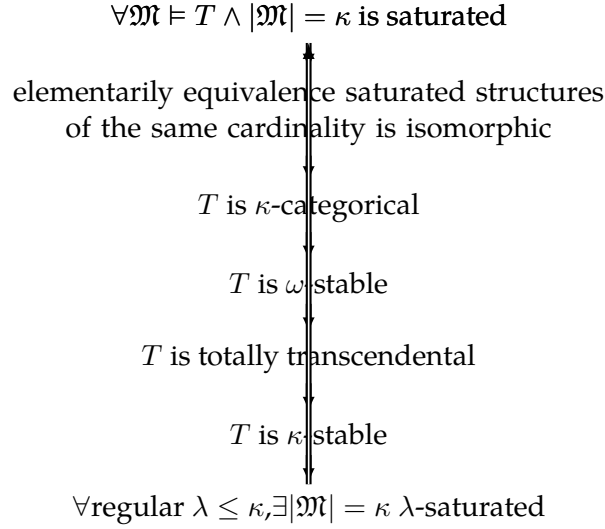 ∀𝔐 ⊨ T ∧ |𝔐| = κ is saturated
elementarily equivalence saturated structures
of the same cardinality is isomorphic
T is κ-categorical
T is ω-stable
T is totally transcendental
T is κ-stable
∀regular λ ≤ κ,∃|𝔐| = κ λ-saturated